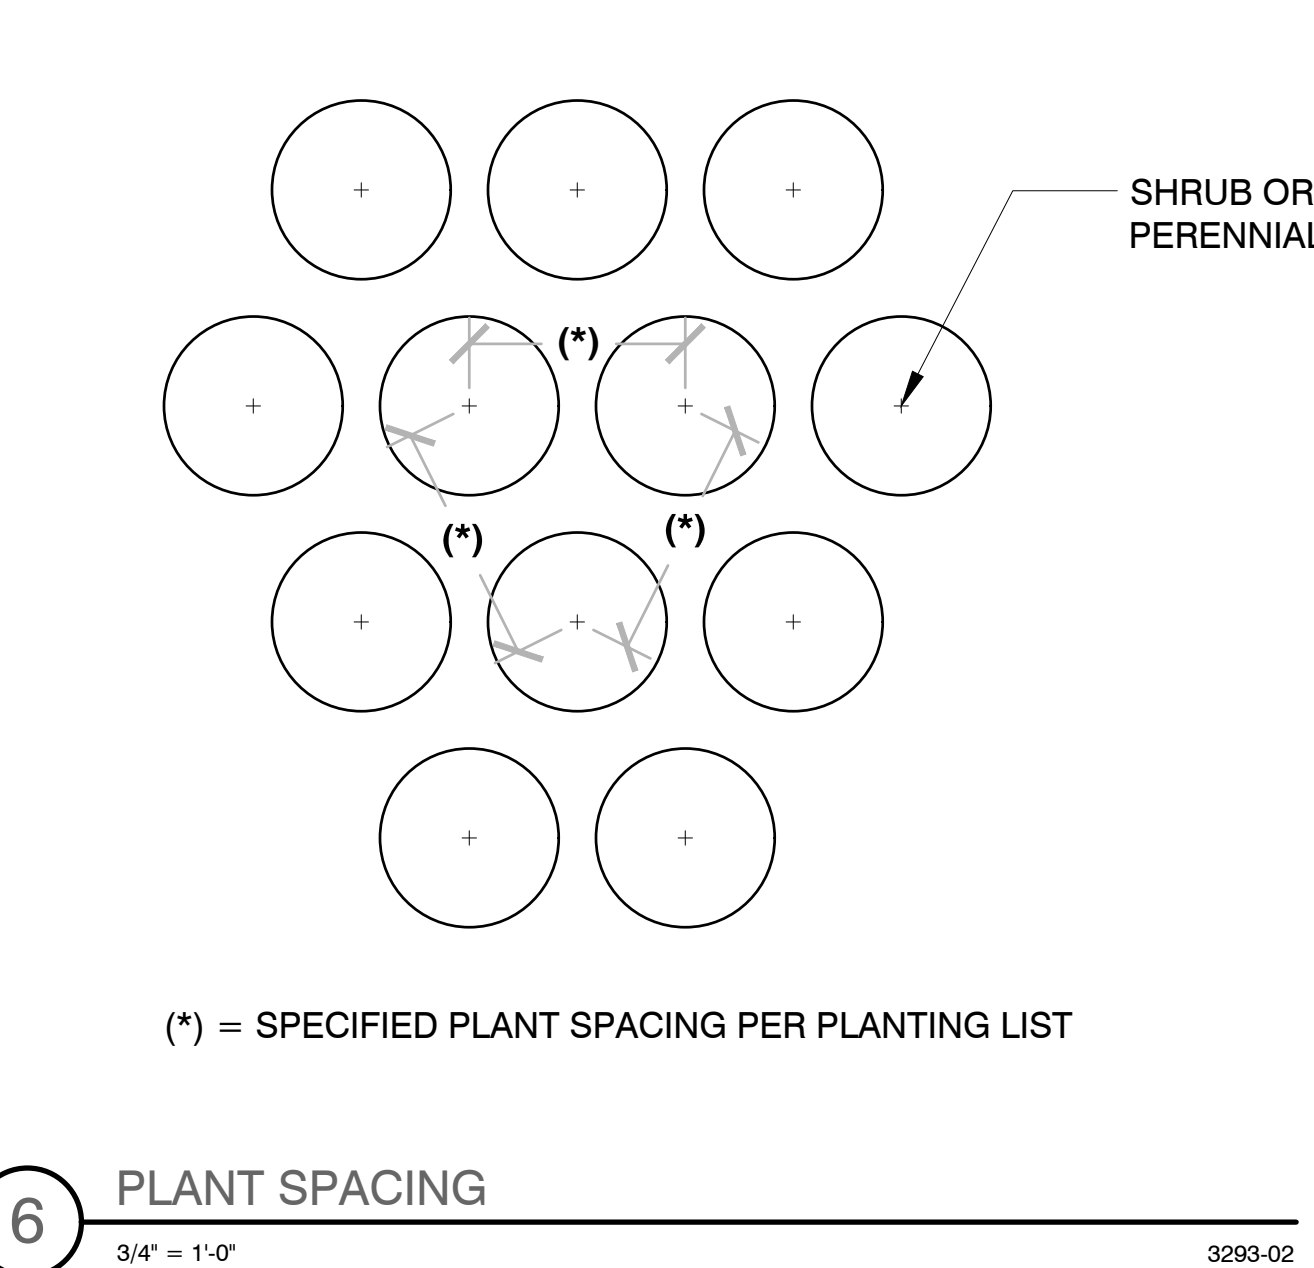 SHRUB OR
PERENNIAL
(*)
(*)
(*)
(*) = SPECIFIED PLANT SPACING PER PLANTING LIST
6
PLANT SPACING
3/4" = 1'-0"
3293-02